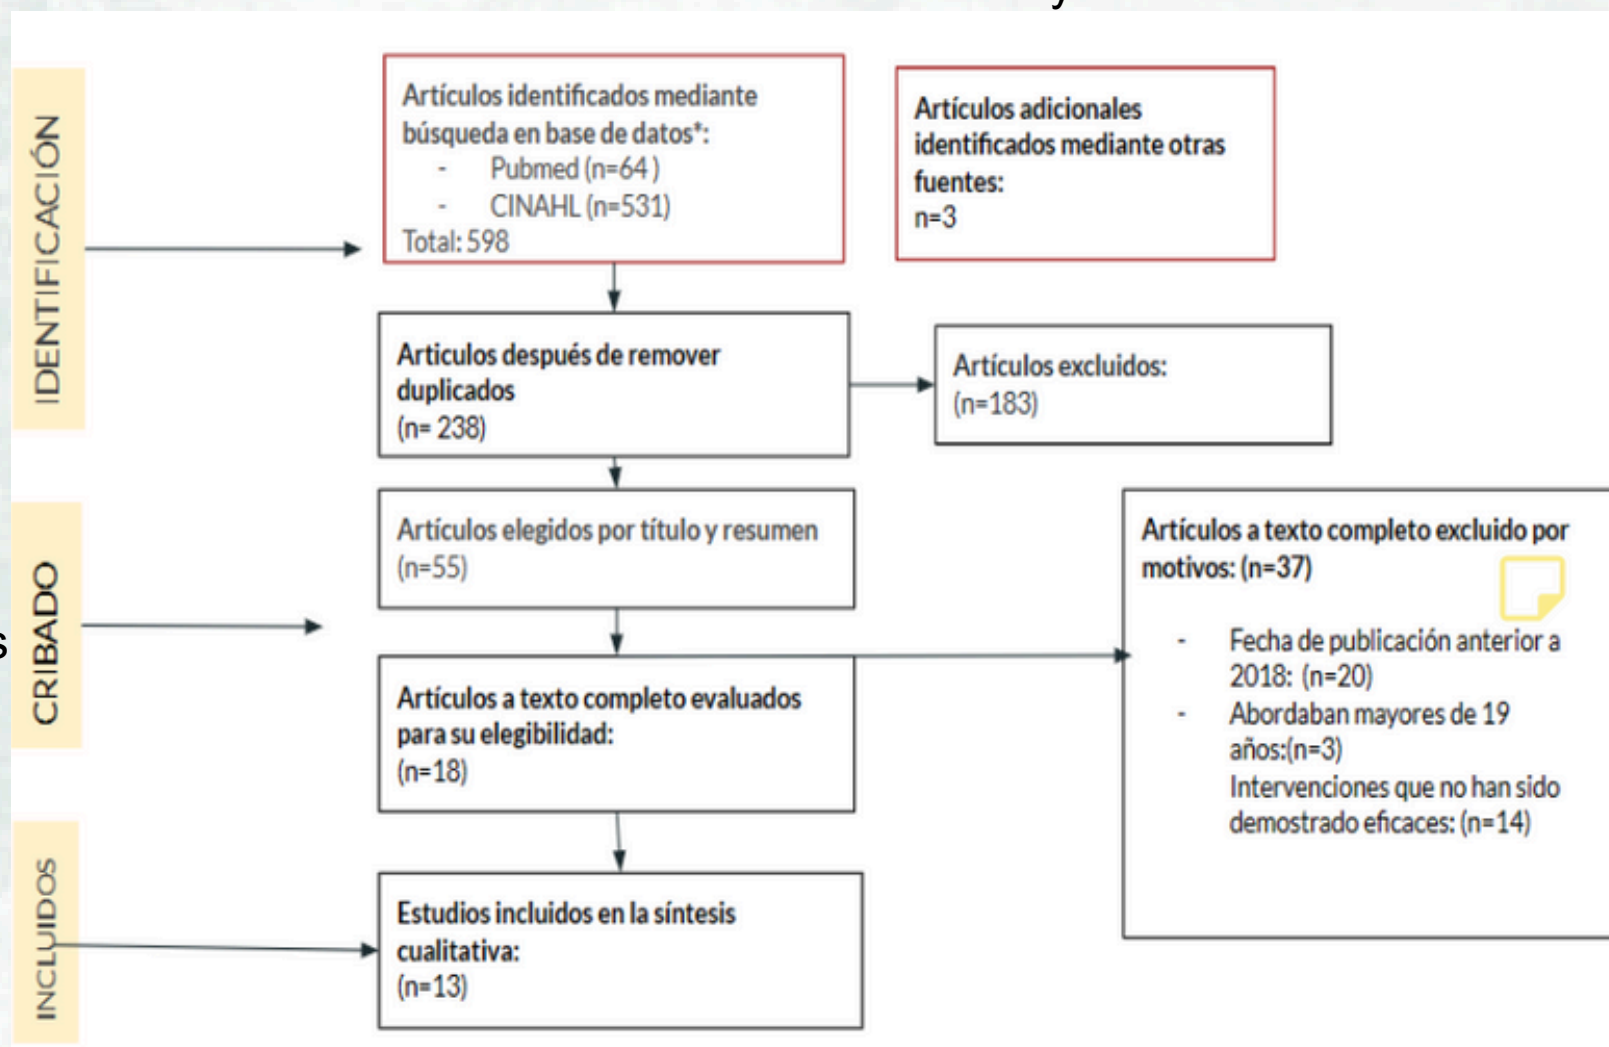 IDENTIFICACIÓN
Artículos identificados mediante
búsqueda en base de datos*:
- Pubmed (n=64 )
- CINAHL (n=531)
Total: 598
Artículos adicionales
identificados mediante otras
fuentes:
n=3
Articulos después de remover
duplicados
(n= 238)
Artículos excluidos:
(n=183)
CRIBADO
Artículos elegidos por título y resumen
(n=55)
Artículos a texto completo evaluados
para su elegibilidad:
(n=18)
Artículos a texto completo excluido por
motivos: (n=37)
- Fecha de publicación anterior a
2018: (n=20)
- Abordaban mayores de 19
años:(n=3)
Intervenciones que no han sido
demostrado eficaces: (n=14)
INCLUIDOS
Estudios incluidos en la síntesis
cualitativa:
(n=13)